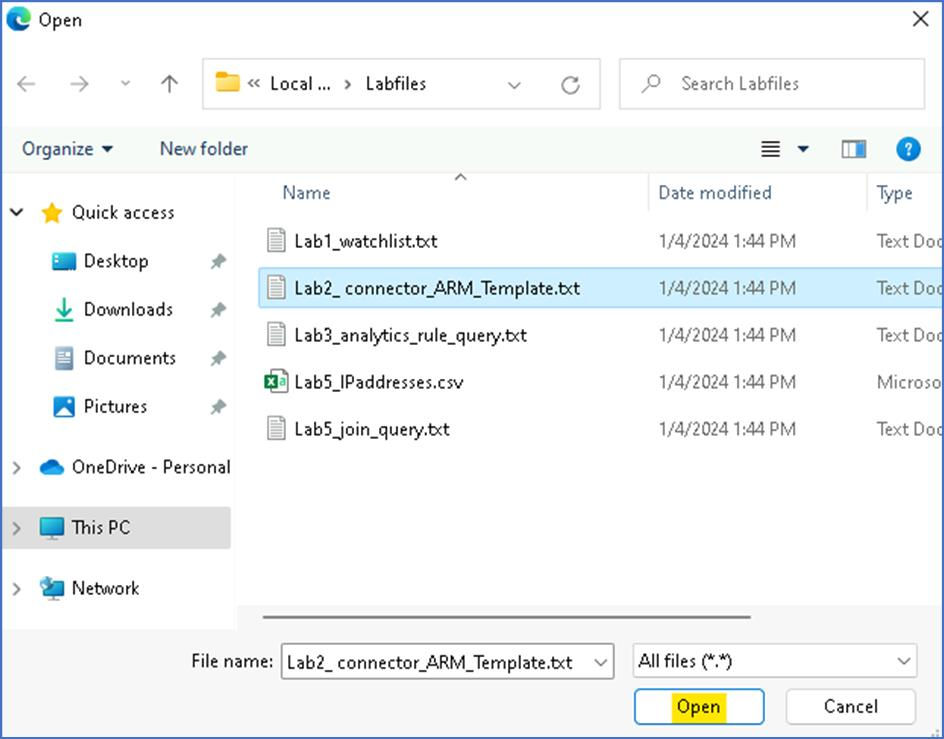 Open
« Local ... › Labfiles
Search Labfiles
Organize
New folder
Name Date modified Type
Quick access
Desktop
Downloads
Documents
Pictures
OneDrive - Personal
This PC
Network
Lab1_watchlist.txt 1/4/2024 1:44 PM Text Doc
Lab2_ connector_ARM_Template.txt 1/4/2024 1:44 PM Text Doc
Lab3_analytics_rule_query.txt 1/4/2024 1:44 PM Text Doc
Lab5_IPaddresses.csv 1/4/2024 1:44 PM Microso
Lab5_join_query.txt 1/4/2024 1:44 PM Text Doc
File name: Lab2_ connector_ARM_Template.txt All files (*.*)
Open Cancel